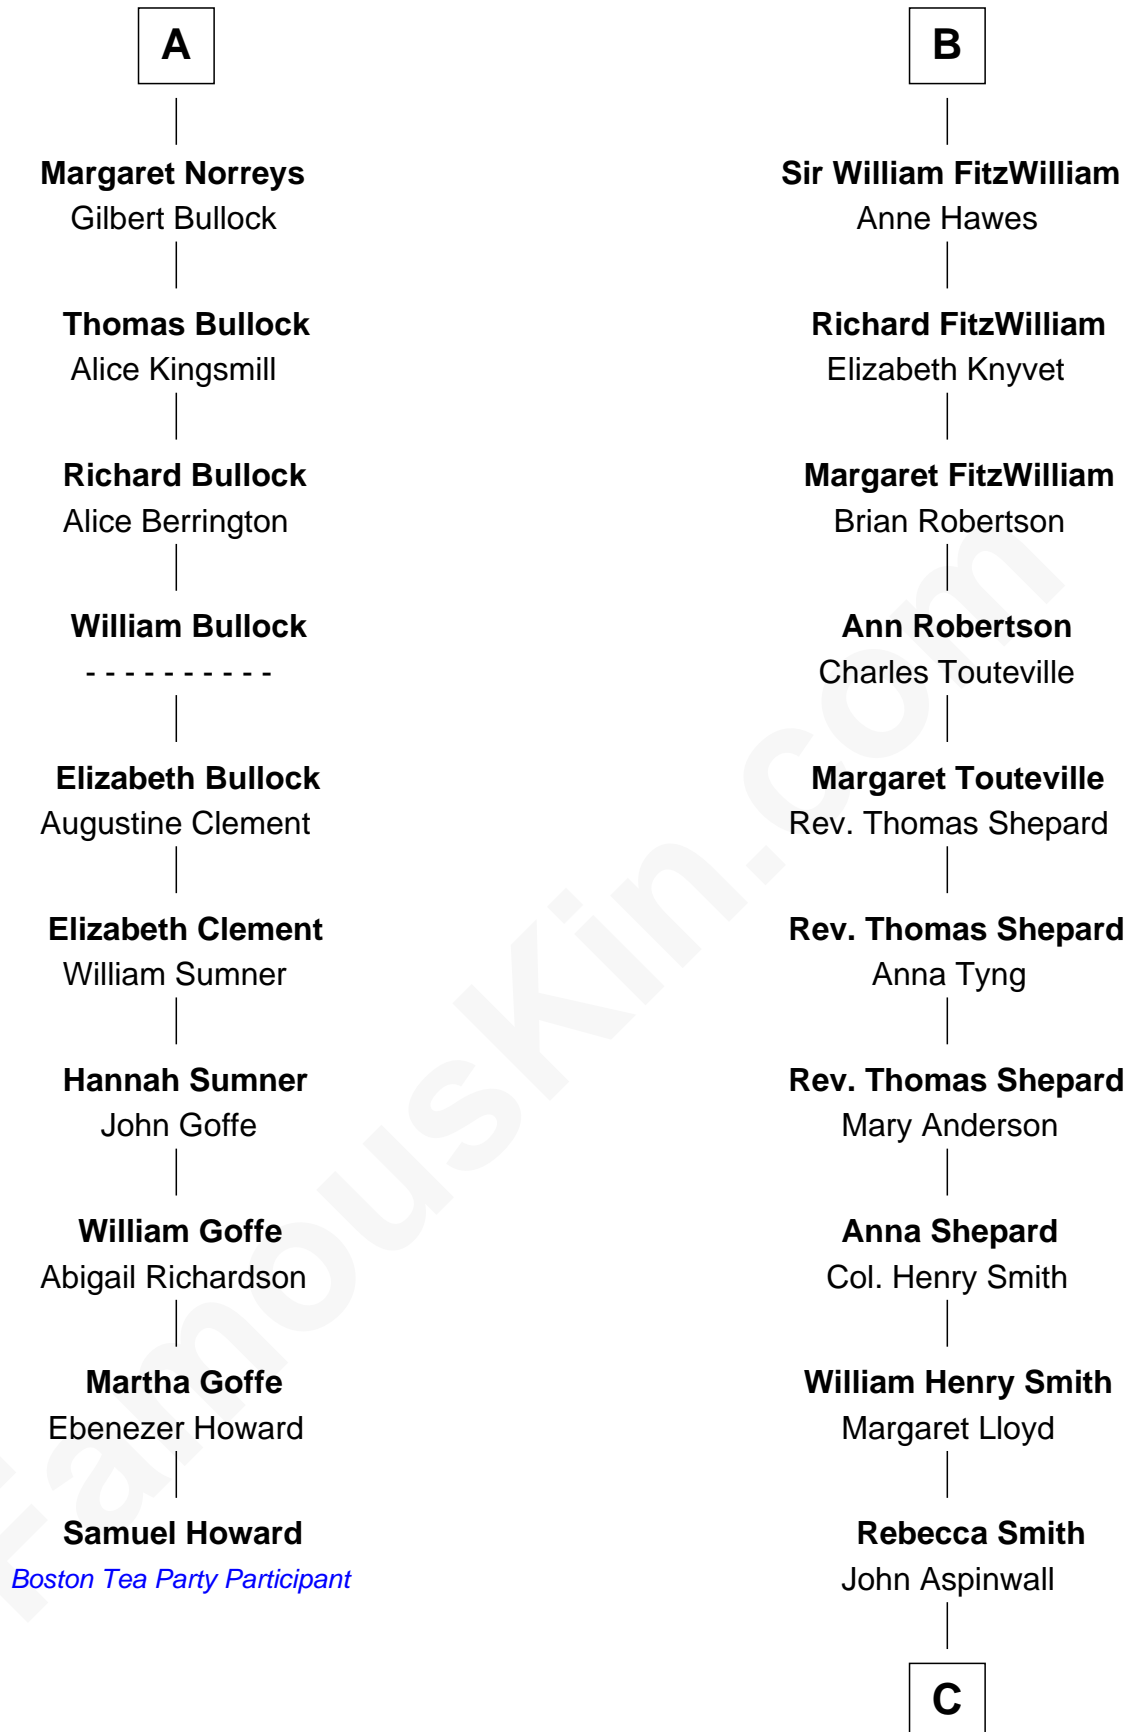 A
Margaret Norreys
Gilbert Bullock
Thomas Bullock
Alice Kingsmill
Richard Bullock
Alice Berrington
William Bullock
- - - - - - - - - -
Elizabeth Bullock
Augustine Clement
Elizabeth Clement
William Sumner
Hannah Sumner
John Goffe
William Goffe
Abigail Richardson
Martha Goffe
Ebenezer Howard
Samuel Howard
Boston Tea Party Participant
B
Sir William FitzWilliam
Anne Hawes
Richard FitzWilliam
Elizabeth Knyvet
Margaret FitzWilliam
Brian Robertson
Ann Robertson
Charles Touteville
Margaret Touteville
Rev. Thomas Shepard
Rev. Thomas Shepard
Anna Tyng
Rev. Thomas Shepard
Mary Anderson
Anna Shepard
Col. Henry Smith
William Henry Smith
Margaret Lloyd
Rebecca Smith
John Aspinwall
C
FamousKin.com